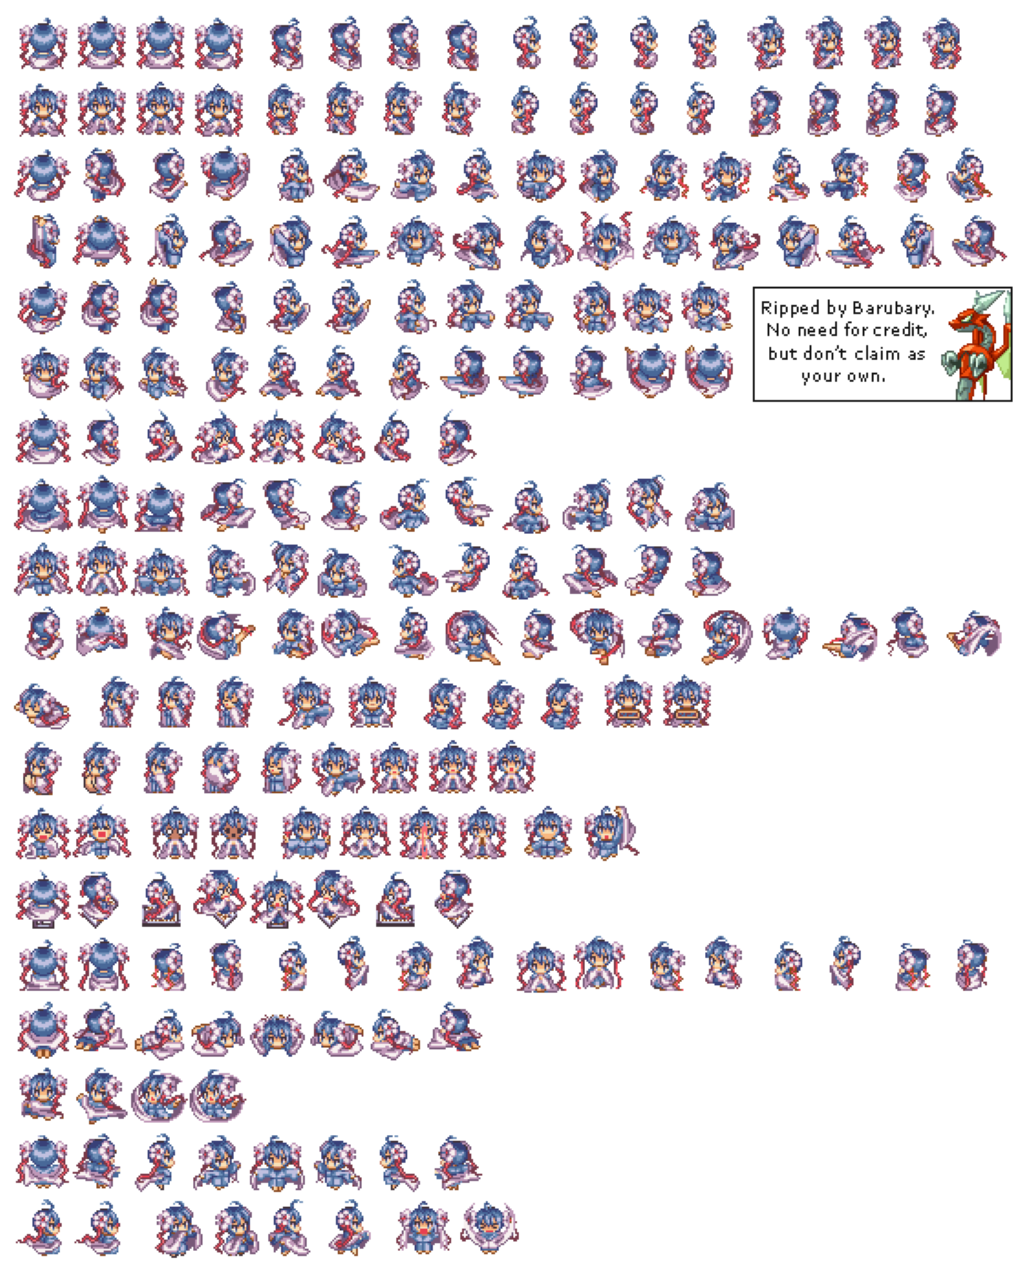 Ripped by Barubary.
No need for credit,
but don't claim as
your own.